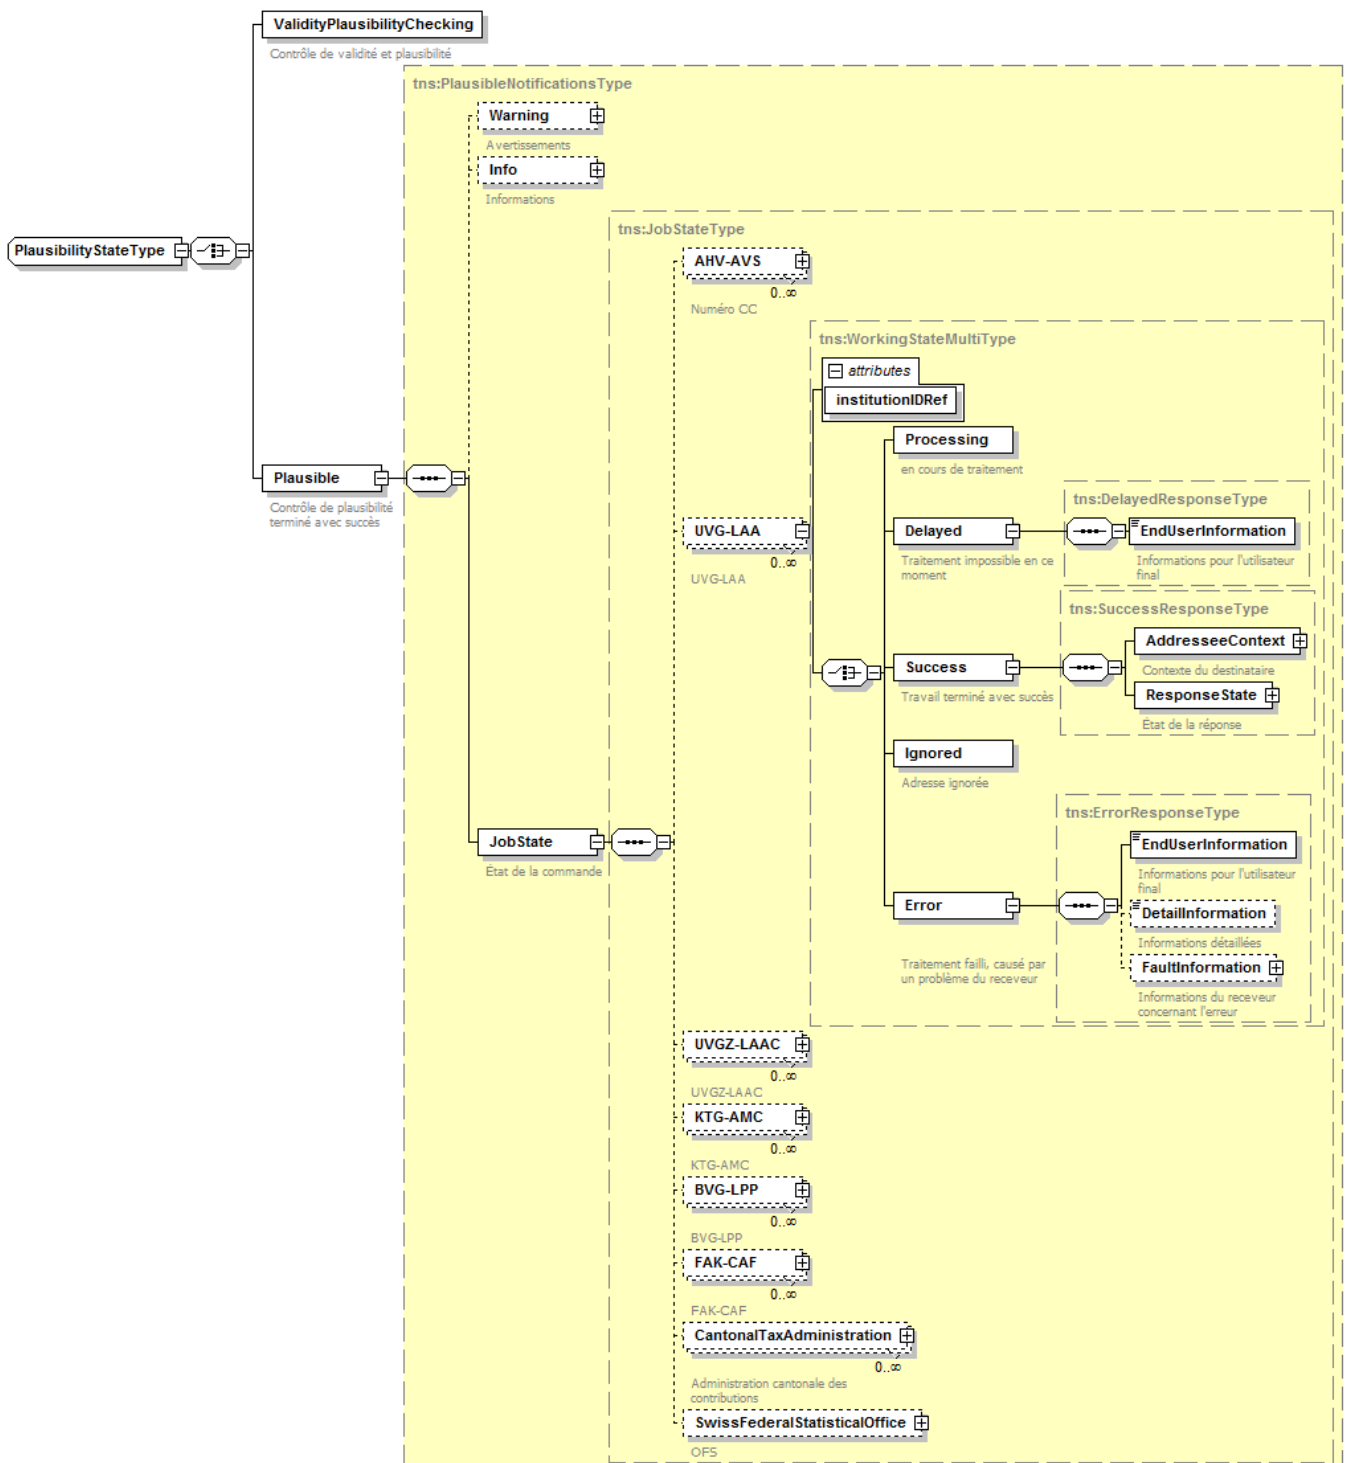 ValidityPlausibilityChecking
Contrôle de validité et plausibilité
tns:PlausibleNotificationsType
Warning
Avertissements
Info
Informations
tns:JobStateType
PlausibilityStateType
AHV-AVS
0..∞
Numéro CC
tns:WorkingStateMultiType
attributes
institutionIDRef
Processing
en cours de traitement
Plausible
Contrôle de plausibilité
terminé avec succès
tns:DelayedResponseType
UVG-LAA
0..∞
UVG-LAA
Delayed
Traitement impossible en ce
moment
EndUserInformation
Informations pour l'utilisateur
final
tns:SuccessResponseType
AddresseeContext
Contexte du destinataire
Success
Travail terminé avec succès
ResponseState
État de la réponse
Ignored
Adresse ignorée
tns:ErrorResponseType
JobState
État de la commande
EndUserInformation
Informations pour l'utilisateur
final
Error
Traitement failli, causé par
un problème du receveur
DetailInformation
Informations détaillées
FaultInformation
Informations du receveur
concernant l'erreur
UVGZ-LAAC
0..∞
UVGZ-LAAC
KTG-AMC
0..∞
KTG-AMC
BVG-LPP
0..∞
BVG-LPP
FAK-CAF
0..∞
FAK-CAF
CantonalTaxAdministration
0..∞
Administration cantonale des
contributions
SwissFederalStatisticalOffice
OFS